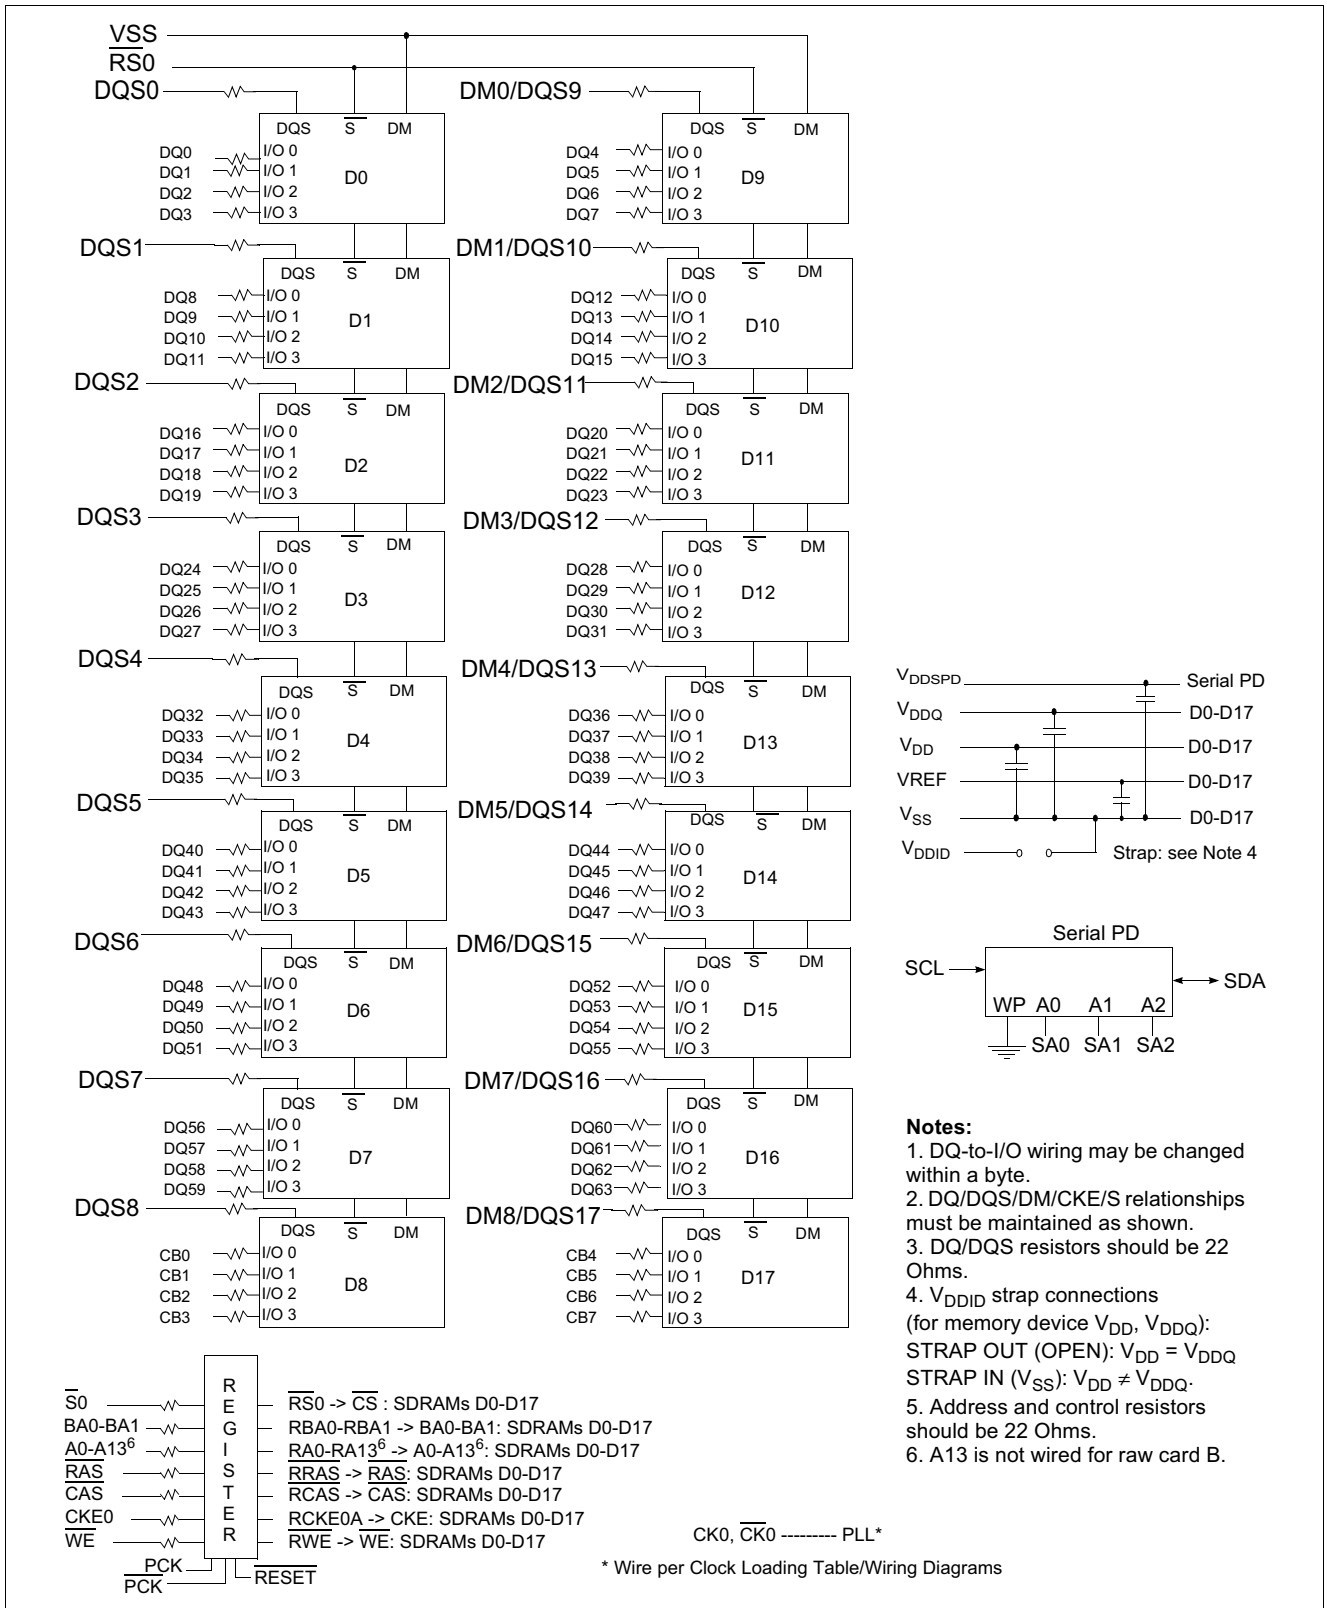 VSS
RS0
DQS0
DM0/DQS9
DQS S DM
DQ0 I/O 0
DQ1 I/O 1
DQ2 I/O 2
DQ3 I/O 3
D0
DQS S DM
DQ4 I/O 0
DQ5 I/O 1
DQ6 I/O 2
DQ7 I/O 3
D9
DQS1
DM1/DQS10
DQS S DM
DQ8 I/O 0
DQ9 I/O 1
DQ10 I/O 2
DQ11 I/O 3
D1
DQS S DM
DQ12 I/O 0
DQ13 I/O 1
DQ14 I/O 2
DQ15 I/O 3
D10
DQS2
DM2/DQS11
DQS S DM
DQ16 I/O 0
DQ17 I/O 1
DQ18 I/O 2
DQ19 I/O 3
D2
DQS S DM
DQ20 I/O 0
DQ21 I/O 1
DQ22 I/O 2
DQ23 I/O 3
D11
DQS3
DM3/DQS12
DQS S DM
DQ24 I/O 0
DQ25 I/O 1
DQ26 I/O 2
DQ27 I/O 3
D3
DQS S DM
DQ28 I/O 0
DQ29 I/O 1
DQ30 I/O 2
DQ31 I/O 3
D12
DQS4
DM4/DQS13
DQS S DM
DQ32 I/O 0
DQ33 I/O 1
DQ34 I/O 2
DQ35 I/O 3
D4
DQS S DM
DQ36 I/O 0
DQ37 I/O 1
DQ38 I/O 2
DQ39 I/O 3
D13
DQS5
DM5/DQS14
DQS S DM
DQ40 I/O 0
DQ41 I/O 1
DQ42 I/O 2
DQ43 I/O 3
D5
DQS S DM
DQ44 I/O 0
DQ45 I/O 1
DQ46 I/O 2
DQ47 I/O 3
D14
DQS6
DM6/DQS15
DQS S DM
DQ48 I/O 0
DQ49 I/O 1
DQ50 I/O 2
DQ51 I/O 3
D6
DQS S DM
DQ52 I/O 0
DQ53 I/O 1
DQ54 I/O 2
DQ55 I/O 3
D15
DQS7
DM7/DQS16
DQS S DM
DQ56 I/O 0
DQ57 I/O 1
DQ58 I/O 2
DQ59 I/O 3
D7
DQS S DM
DQ60 I/O 0
DQ61 I/O 1
DQ62 I/O 2
DQ63 I/O 3
D16
DQS8
DM8/DQS17
DQS S DM
CB0 I/O 0
CB1 I/O 1
CB2 I/O 2
CB3 I/O 3
D8
DQS S DM
CB4 I/O 0
CB5 I/O 1
CB6 I/O 2
CB7 I/O 3
D17
VDDSPD Serial PD
VDDQ D0-D17
VDD D0-D17
VREF D0-D17
VSS D0-D17
VDDID Strap: see Note 4
Serial PD
SCL SDA
WP A0 A1 A2
SA0 SA1 SA2
Notes:
1. DQ-to-I/O wiring may be changed
within a byte.
2. DQ/DQS/DM/CKE/S relationships
must be maintained as shown.
3. DQ/DQS resistors should be 22
Ohms.
4. VDDID strap connections
(for memory device VDD, VDDQ):
STRAP OUT (OPEN): VDD = VDDQ
STRAP IN (VSS): VDD ≠ VDDQ.
5. Address and control resistors
should be 22 Ohms.
6. A13 is not wired for raw card B.
REGISTER
S0 RS0 -> CS : SDRAMs D0-D17
BA0-BA1 RBA0-RBA1 -> BA0-BA1: SDRAMs D0-D17
A0-A13⁶ RA0-RA13⁶ -> A0-A13⁶: SDRAMs D0-D17
RAS RRAS -> RAS: SDRAMs D0-D17
CAS RCAS -> CAS: SDRAMs D0-D17
CKE0 RCKE0A -> CKE: SDRAMs D0-D17
WE RWE -> WE: SDRAMs D0-D17
PCK
PCK
RESET
CK0, CK0 --------- PLL*
* Wire per Clock Loading Table/Wiring Diagrams